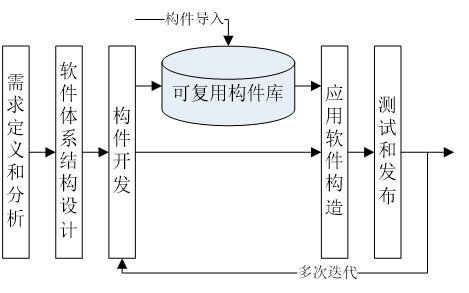 构件导入
需求定义和分析
软件体系结构设计
构件开发
可复用构件库
应用软件构造
测试和发布
多次迭代